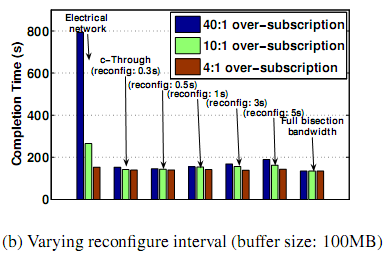 Electrical
network
40:1 over-subscription
10:1 over-subscription
4:1 over-subscription
c-Through
(reconfig: 0.3s)
(reconfig: 0.5s)
(reconfig: 1s)
(reconfig: 3s)
(reconfig: 5s)
Full bisection
bandwidth
Completion Time (s)
800
600
400
200
0
(b) Varying reconfigure interval (buffer size: 100MB)